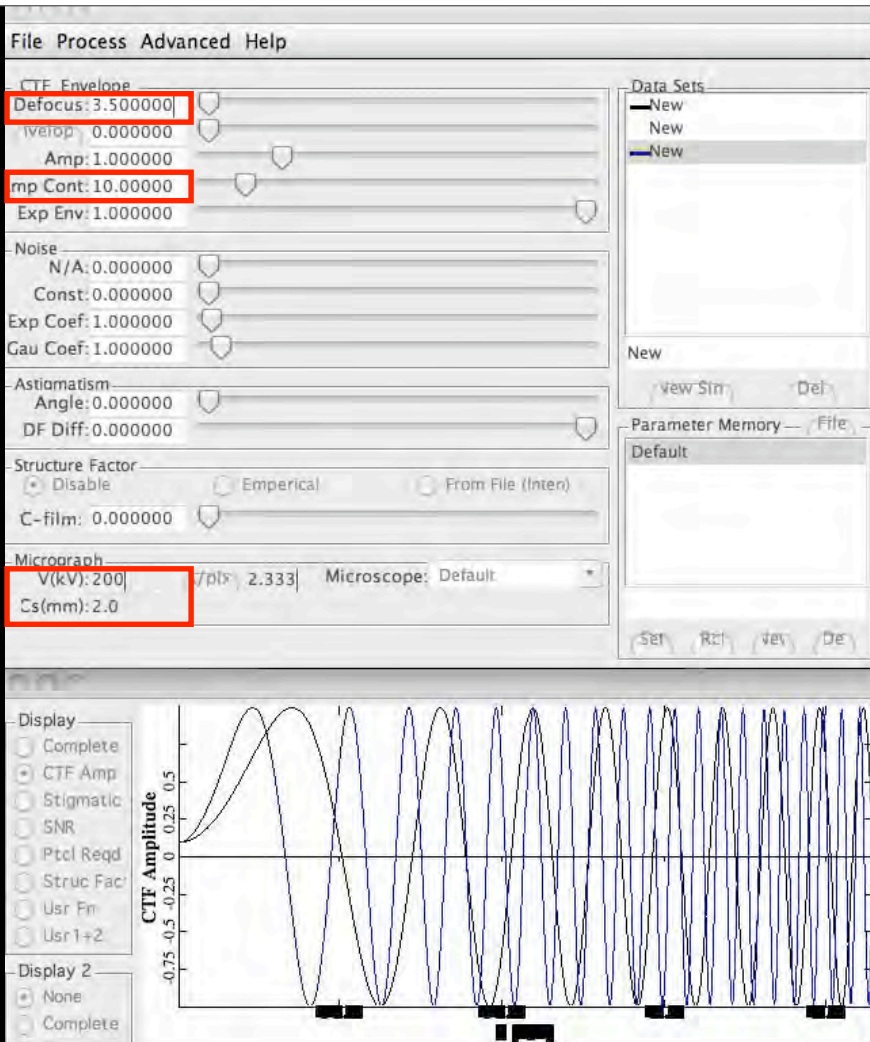 File Process Advanced Help
CTF Envelope
Defocus: 3.500000
0.000000
Amp: 1.000000
mp Cont: 10.00000
Exp Env: 1.000000
Noise
N/A: 0.000000
Const: 0.000000
Exp Coef: 1.000000
Gau Coef: 1.000000
Astigmatism
Angle: 0.000000
DF Diff: 0.000000
Structure Factor
Disable Emperical From File (Inten)
C-film: 0.000000
Micrograph
V(kV): 200 2.333 Microscope: Default
Cs(mm): 2.0
Data Sets
New
New
New
New
Del
Parameter Memory File
Default
Set
Display
Complete
CTF Amp
Stigmatic
SNR
Ptcl Reqd
Struc Fac
Usr Fn
Usr1+2
Display 2
None
Complete
CTF Amplitude
0.5
0.25
0
-0.25
-0.5
-0.75